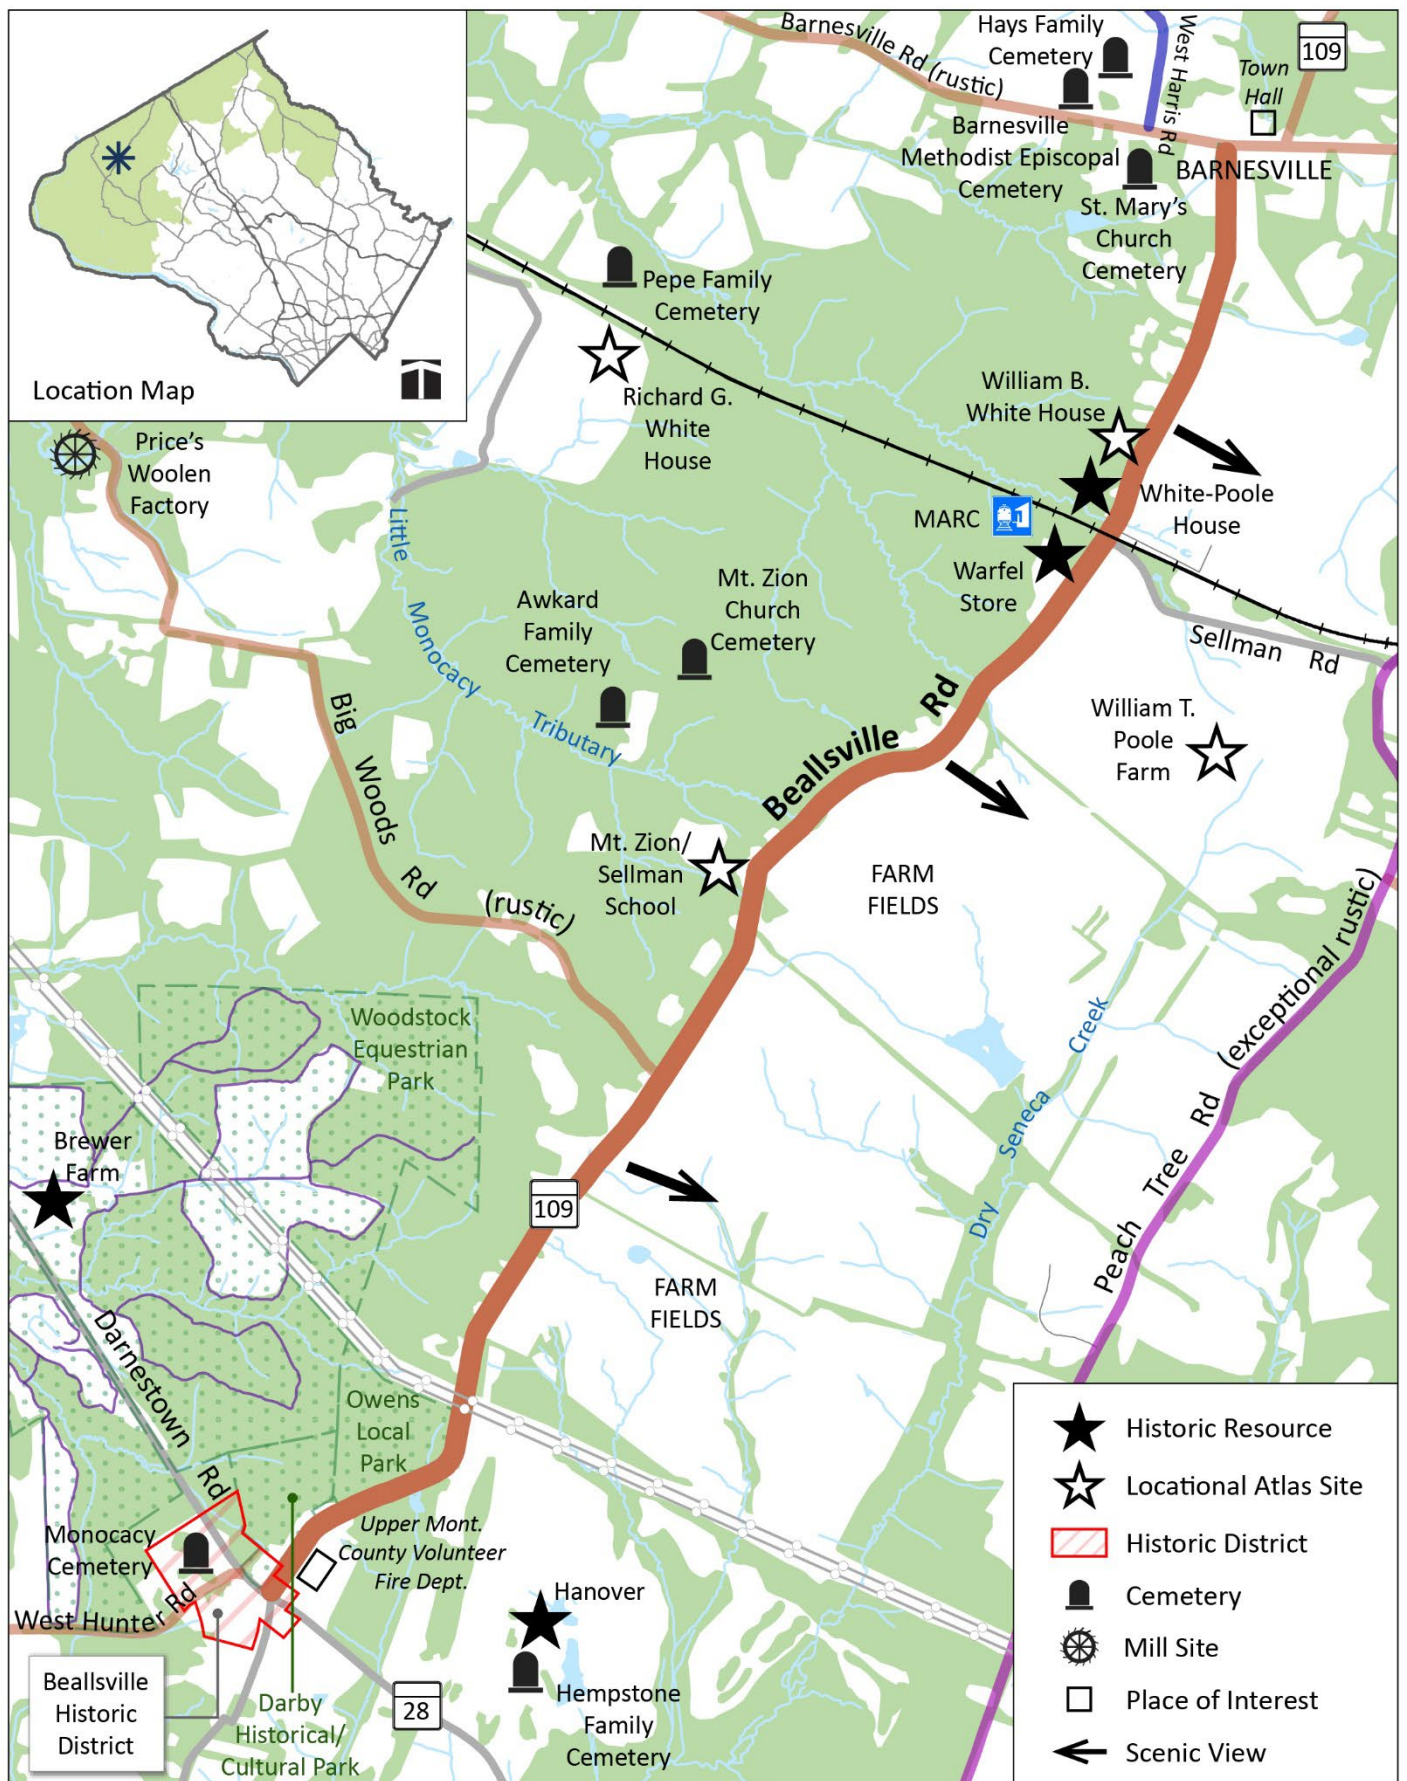 Location Map
Barnesville Rd (rustic)
Hays Family
Cemetery
West Harris Rd
109
Town
Hall
Barnesville
Methodist Episcopal
Cemetery
BARNESVILLE
St. Mary's
Church
Cemetery
Pepe Family
Cemetery
Richard G.
White
House
William B.
White House
White-Poole
House
MARC
Warfel
Store
Sellman Rd
Price's
Woolen
Factory
Little Monocacy Tributary
Awkard
Family
Cemetery
Mt. Zion
Church
Cemetery
Big Woods Rd (rustic)
Beallsville Rd
William T.
Poole
Farm
Mt. Zion/
Sellman
School
FARM
FIELDS
Peach Tree Rd (exceptional rustic)
Dry Seneca Creek
Woodstock
Equestrian
Park
Brewer
Farm
109
FARM
FIELDS
Darnestown Rd
Owens
Local
Park
Monocacy
Cemetery
Upper Mont.
County Volunteer
Fire Dept.
West Hunter Rd
Hanover
Hempstone
Family
Cemetery
Beallsville
Historic
District
Darby
Historical/
Cultural Park
28
Historic Resource
Locational Atlas Site
Historic District
Cemetery
Mill Site
Place of Interest
Scenic View